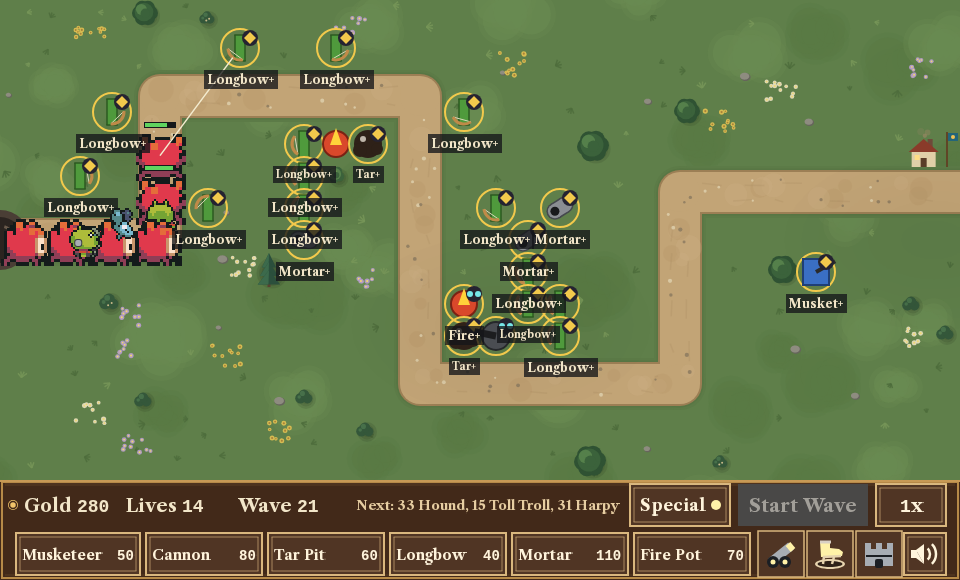 Longbow+ Longbow+
Longbow+ Longbow+
Longbow+ Tar+
Longbow+ Longbow+
Longbow+ Longbow+ Longbow+ Mortar+
Mortar+ Mortar+
Longbow+ Musket+
Fire+ Longbow+
Tar+ Longbow+
Gold 280 Lives 14 Wave 21 Next: 33 Hound, 15 Toll Troll, 31 Harpy Special Start Wave 1x
Musketeer 50 Cannon 80 Tar Pit 60 Longbow 40 Mortar 110 Fire Pot 70